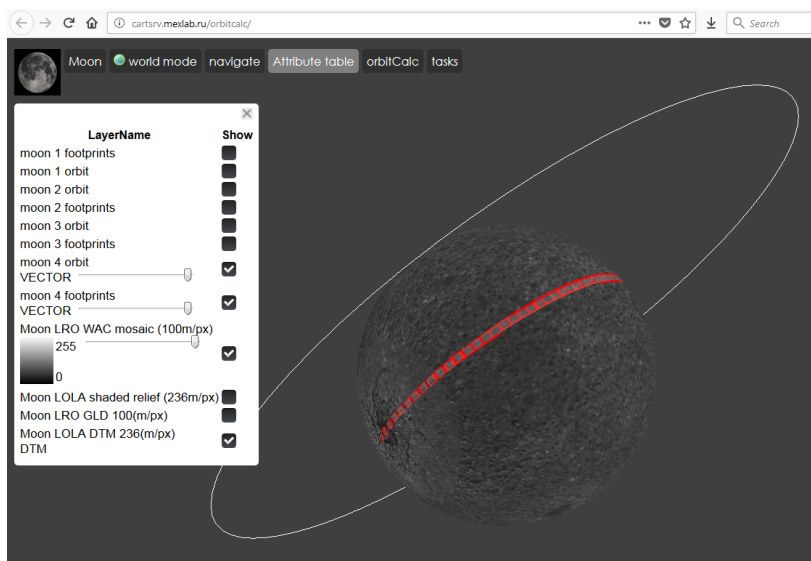 cartsrv.mexlab.ru/orbitcalc/
Search
Moon world mode navigate Attribute table orbitCalc tasks
LayerName Show
moon 1 footprints
moon 1 orbit
moon 2 orbit
moon 2 footprints
moon 3 orbit
moon 3 footprints
moon 4 orbit
VECTOR
moon 4 footprints
VECTOR
Moon LRO WAC mosaic (100m/px)
255
0
Moon LOLA shaded relief (236m/px)
Moon LRO GLD 100(m/px)
Moon LOLA DTM 236(m/px)
DTM